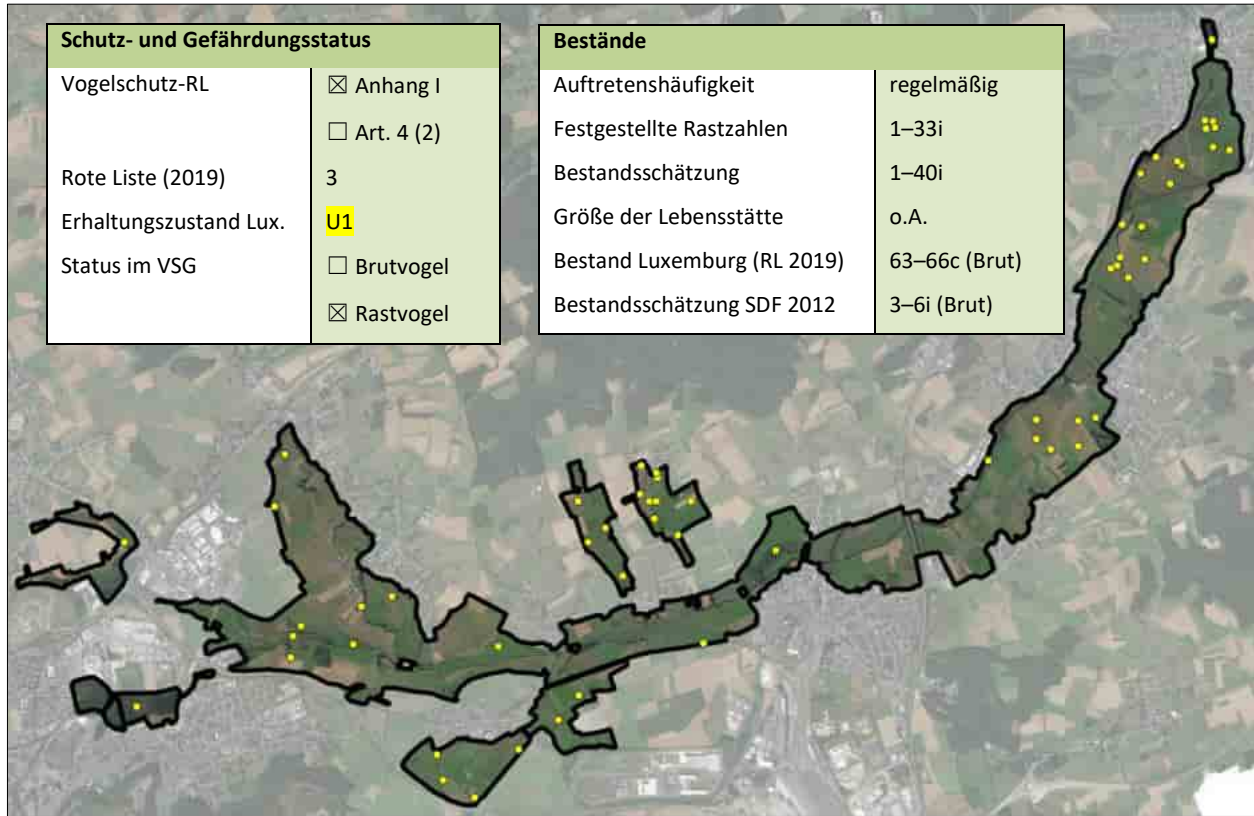 Schutz- und Gefährdungsstatus
Vogelschutz-RL ☒ Anhang I
☐ Art. 4 (2)
Rote Liste (2019) 3
Erhaltungszustand Lux. U1
Status im VSG ☐ Brutvogel
☒ Rastvogel
Bestände
Auftretenshäufigkeit regelmäßig
Festgestellte Rastzahlen 1–33i
Bestandsschätzung 1–40i
Größe der Lebensstätte o.A.
Bestand Luxemburg (RL 2019) 63–66c (Brut)
Bestandsschätzung SDF 2012 3–6i (Brut)